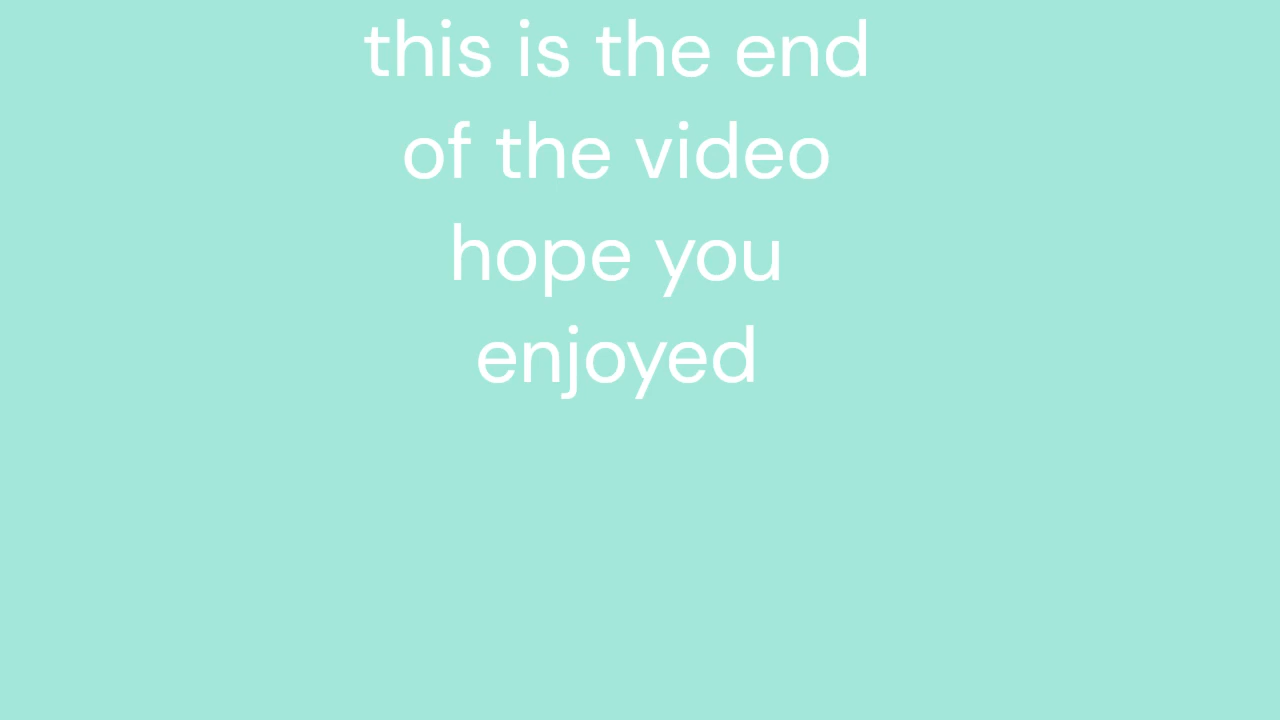 this is the end
of the video
hope you
enjoyed